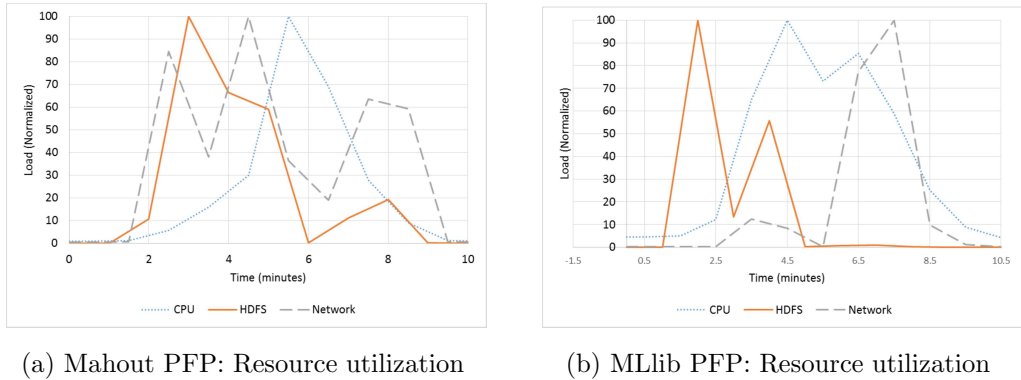 100
90
80
70
60
50
40
30
20
10
0
Load (Normalized)
0 2 4 6 8 10
Time (minutes)
CPU HDFS Network
(a) Mahout PFP: Resource utilization
100
90
80
70
60
50
40
30
20
10
0
Load (Normalized)
-1.5 0.5 2.5 4.5 6.5 8.5 10.5
Time (minutes)
CPU HDFS Network
(b) MLlib PFP: Resource utilization